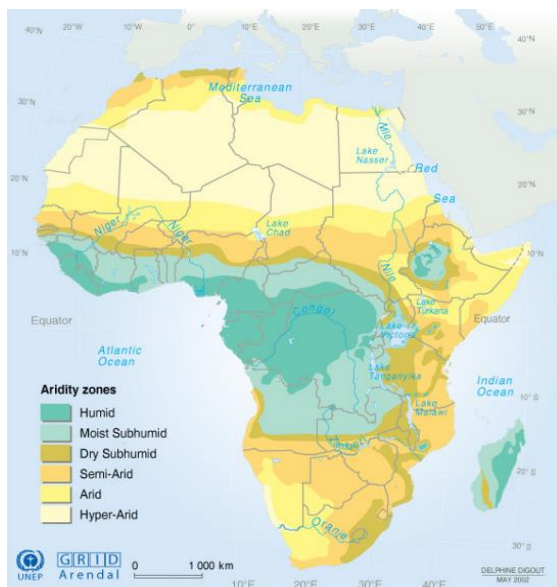 40°N
20°W
10°W
0°
10°E
20°E
30°E
40°E
50°E
40°N
Mediterranean
Sea
30°N
30°N
Nile
Lake
Nasser
Red
Sea
20°N
20°N
Niger
Niger
Lake
Chad
Nile
10°N
10°N
Lake
Turkana
Equator
Congo
Lake
Victoria
Equator
Atlantic
Ocean
Lake
Tanganyika
Indian
Ocean
Lake
Malawi
Aridity zones
Humid
Moist Subhumid
Dry Subhumid
Semi-Arid
Arid
Hyper-Arid
10°S
Zambezi
20°S
Oranje
30°S
UNEP
GRID
Arendal
0 1 000 km
10°E
20°E
30°E
40°E
50°E
DELPHINE DIGOUT
MAY 2002